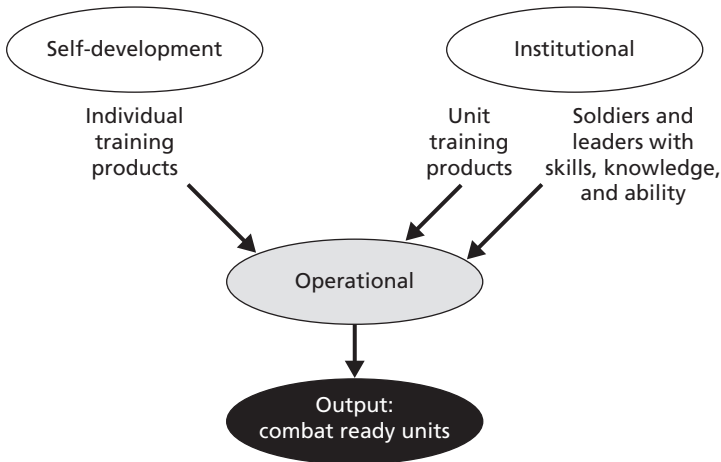 Self-development
Institutional
Individual
training
products
Unit
training
products
Soldiers and
leaders with
skills, knowledge,
and ability
Operational
Output:
combat ready units